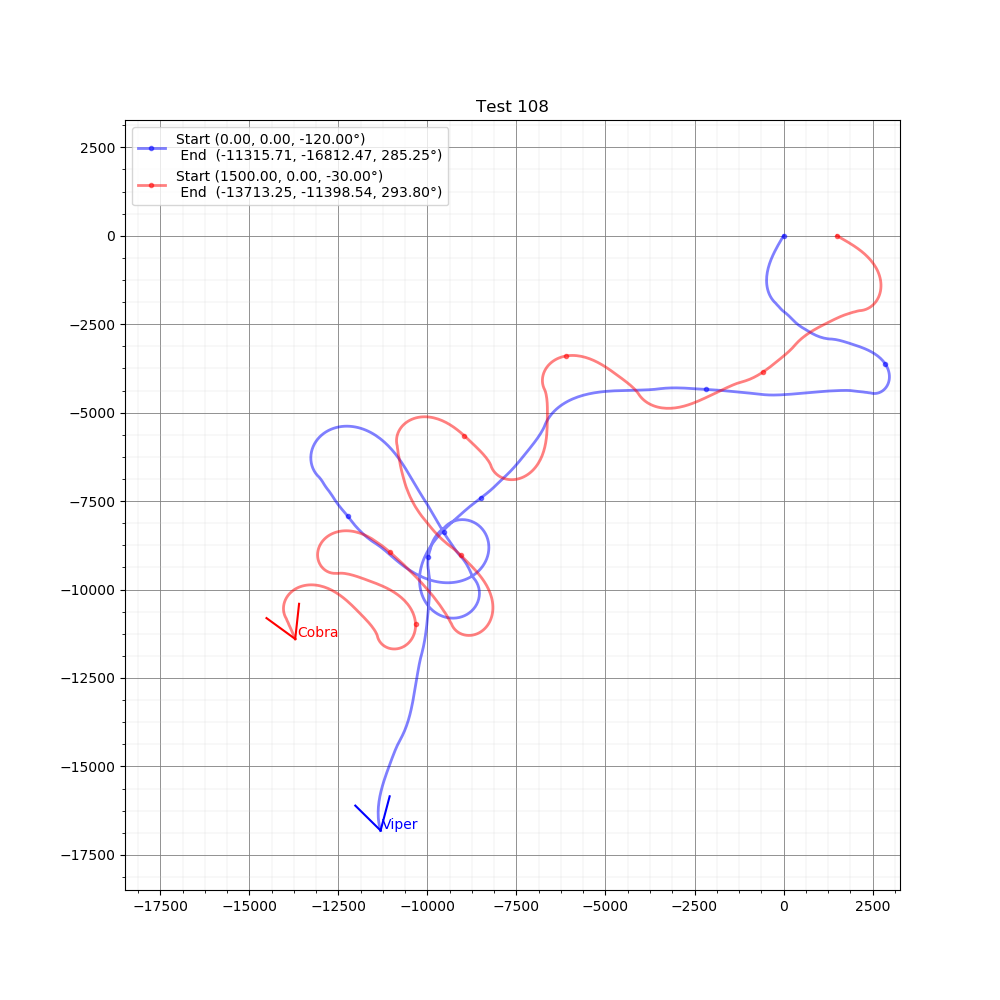 Test 108
Start (0.00, 0.00, -120.00°)
End (-11315.71, -16812.47, 285.25°)
Start (1500.00, 0.00, -30.00°)
End (-13713.25, -11398.54, 293.80°)
2500
0
−2500
−5000
−7500
−10000
−12500
−15000
−17500
Cobra
Viper
−17500 −15000 −12500 −10000 −7500 −5000 −2500 0 2500